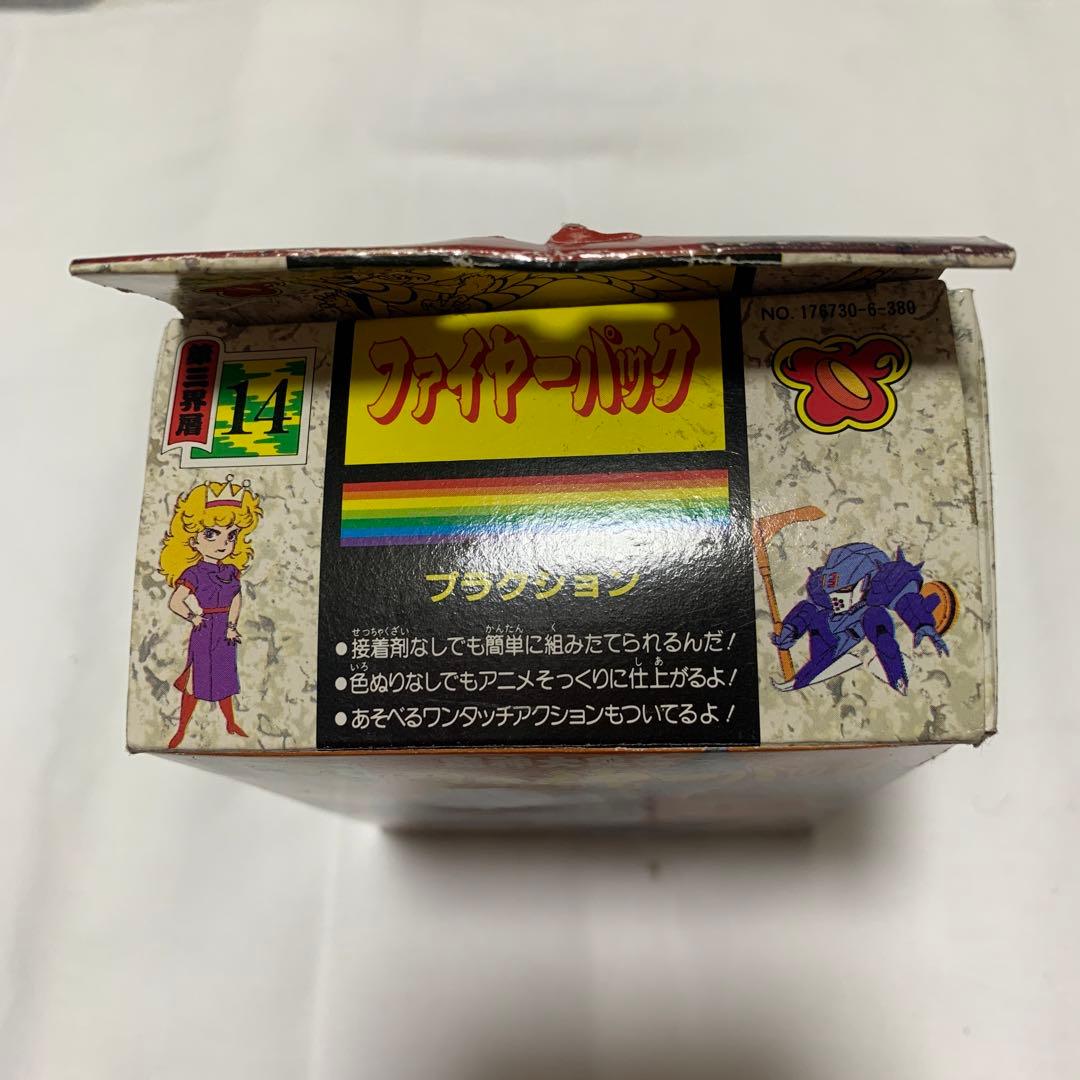 NO. 176730-6-380
第三界層
14
ファイヤーパック
プラクション
せっちゃくざい かんたん く
●接着剤なしでも簡単に組みたてられるんだ!
いろ しあ
●色ぬりなしでもアニメそっくりに仕上がるよ!
●あそべるワンタッチアクションもついてるよ!